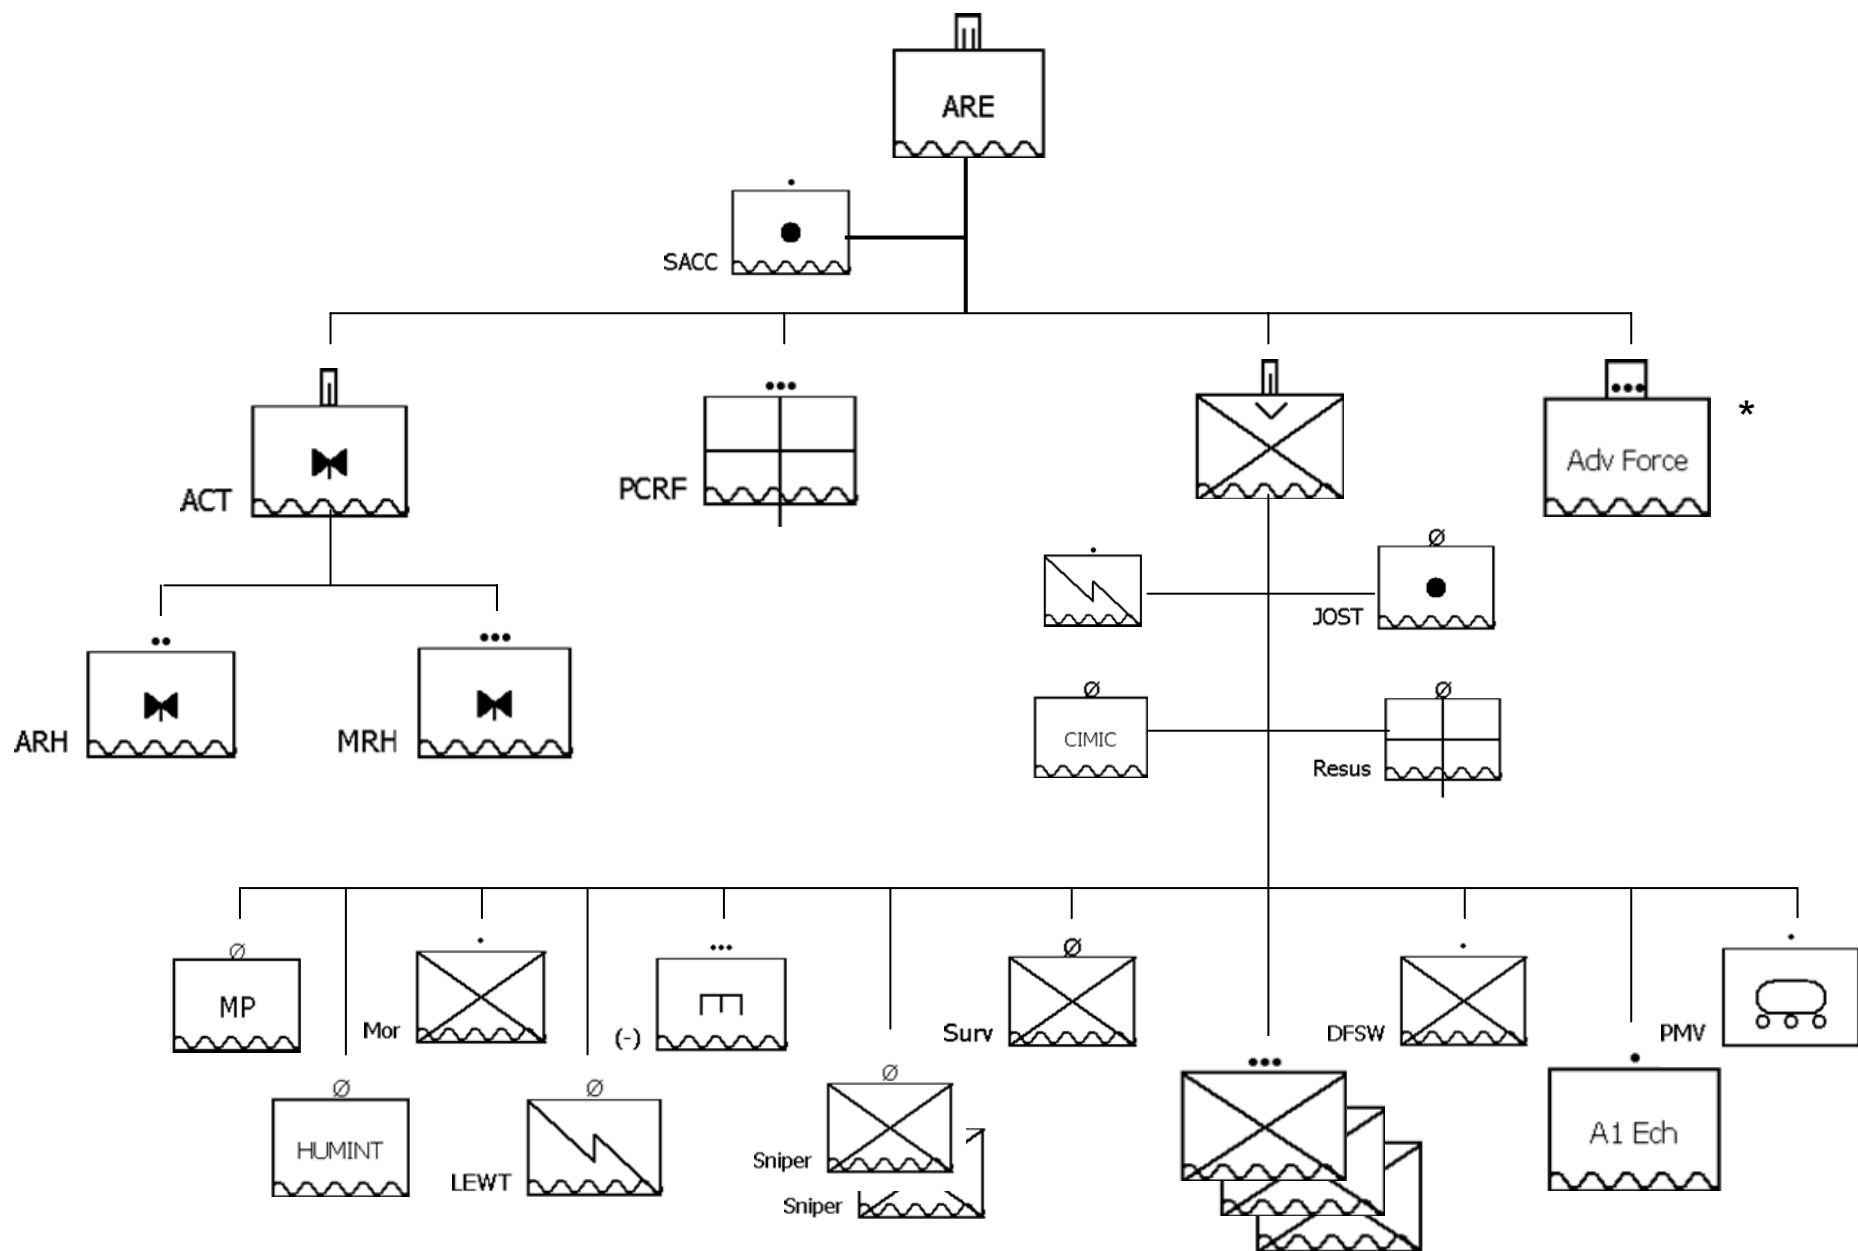 ARE
SACC
*
Adv Force
ACT
PCRF
JOST
ARH
MRH
CIMIC
Resus
MP
Mor
(-)
Surv
DFSW
PMV
HUMINT
LEWT
Sniper
Sniper
A1 Ech